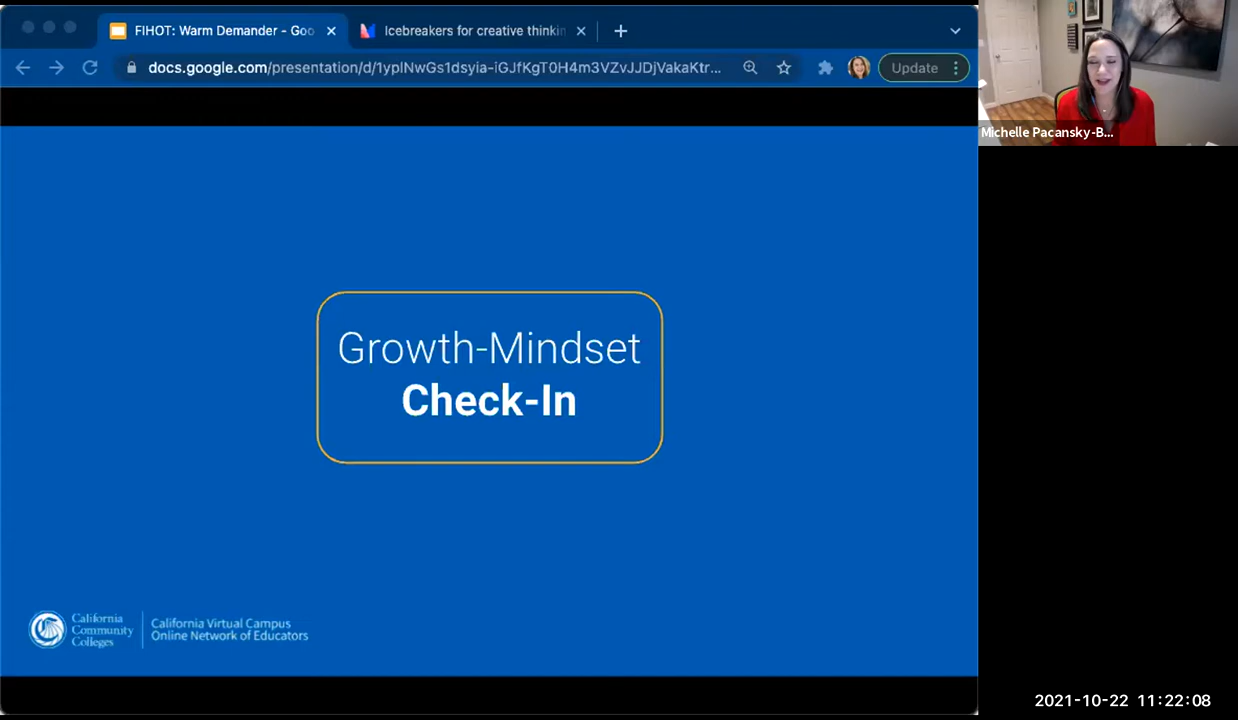 FIHOT: Warm Demander - Goo
Icebreakers for creative thinkin
docs.google.com/presentation/d/1yplNwGs1dsyia-iGJfKgT0H4m3VZvJJDjVakaKtr...
Update
Michelle Pacansky-B...
Growth-Mindset
Check-In
California
Community
Colleges
California Virtual Campus
Online Network of Educators
2021-10-22 11:22:08